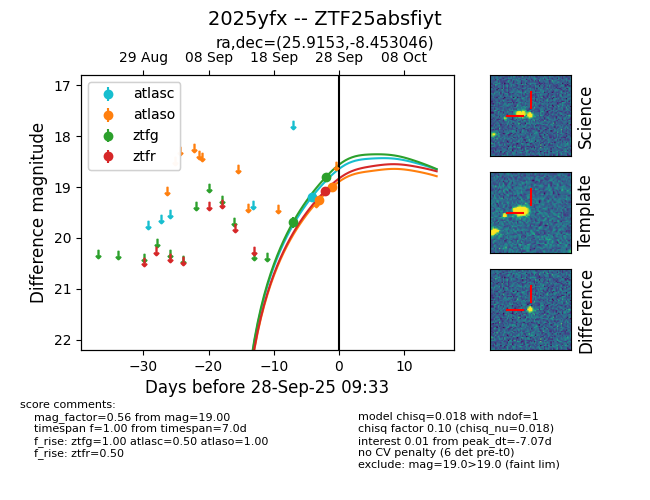 2025yfx -- ZTF25absfiyt
ra,dec=(25.9153,-8.453046)
29 Aug 08 Sep 18 Sep 28 Sep 08 Oct
17
18
19
20
21
22
Difference magnitude
atlasc
atlaso
ztfg
ztfr
−30 −20 −10 0 10
Days before 28-Sep-25 09:33
Science
Template
Difference
score comments:
mag_factor=0.56 from mag=19.00
timespan f=1.00 from timespan=7.0d
f_rise: ztfg=1.00 atlasc=0.50 atlaso=1.00
f_rise: ztfr=0.50
model chisq=0.018 with ndof=1
chisq factor 0.10 (chisq_nu=0.018)
interest 0.01 from peak_dt=-7.07d
no CV penalty (6 det pre-t0)
exclude: mag=19.0>19.0 (faint lim)